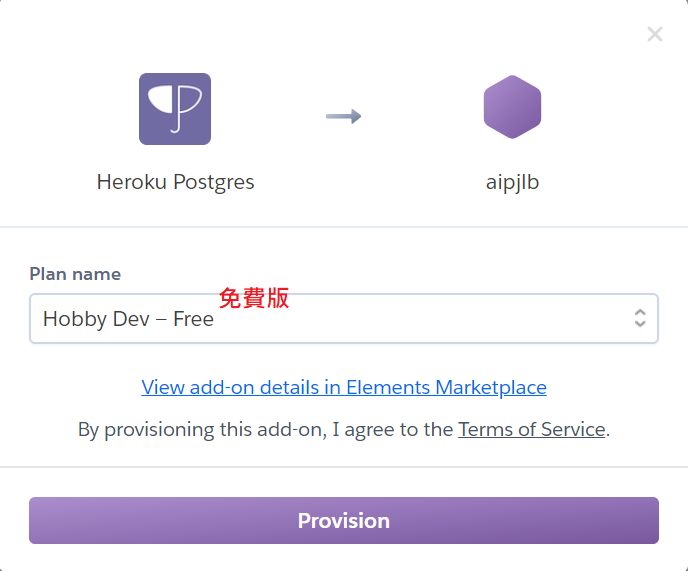 Heroku Postgres
aipjlb
Plan name
免費版
Hobby Dev – Free
View add-on details in Elements Marketplace
By provisioning this add-on, I agree to the Terms of Service.
Provision